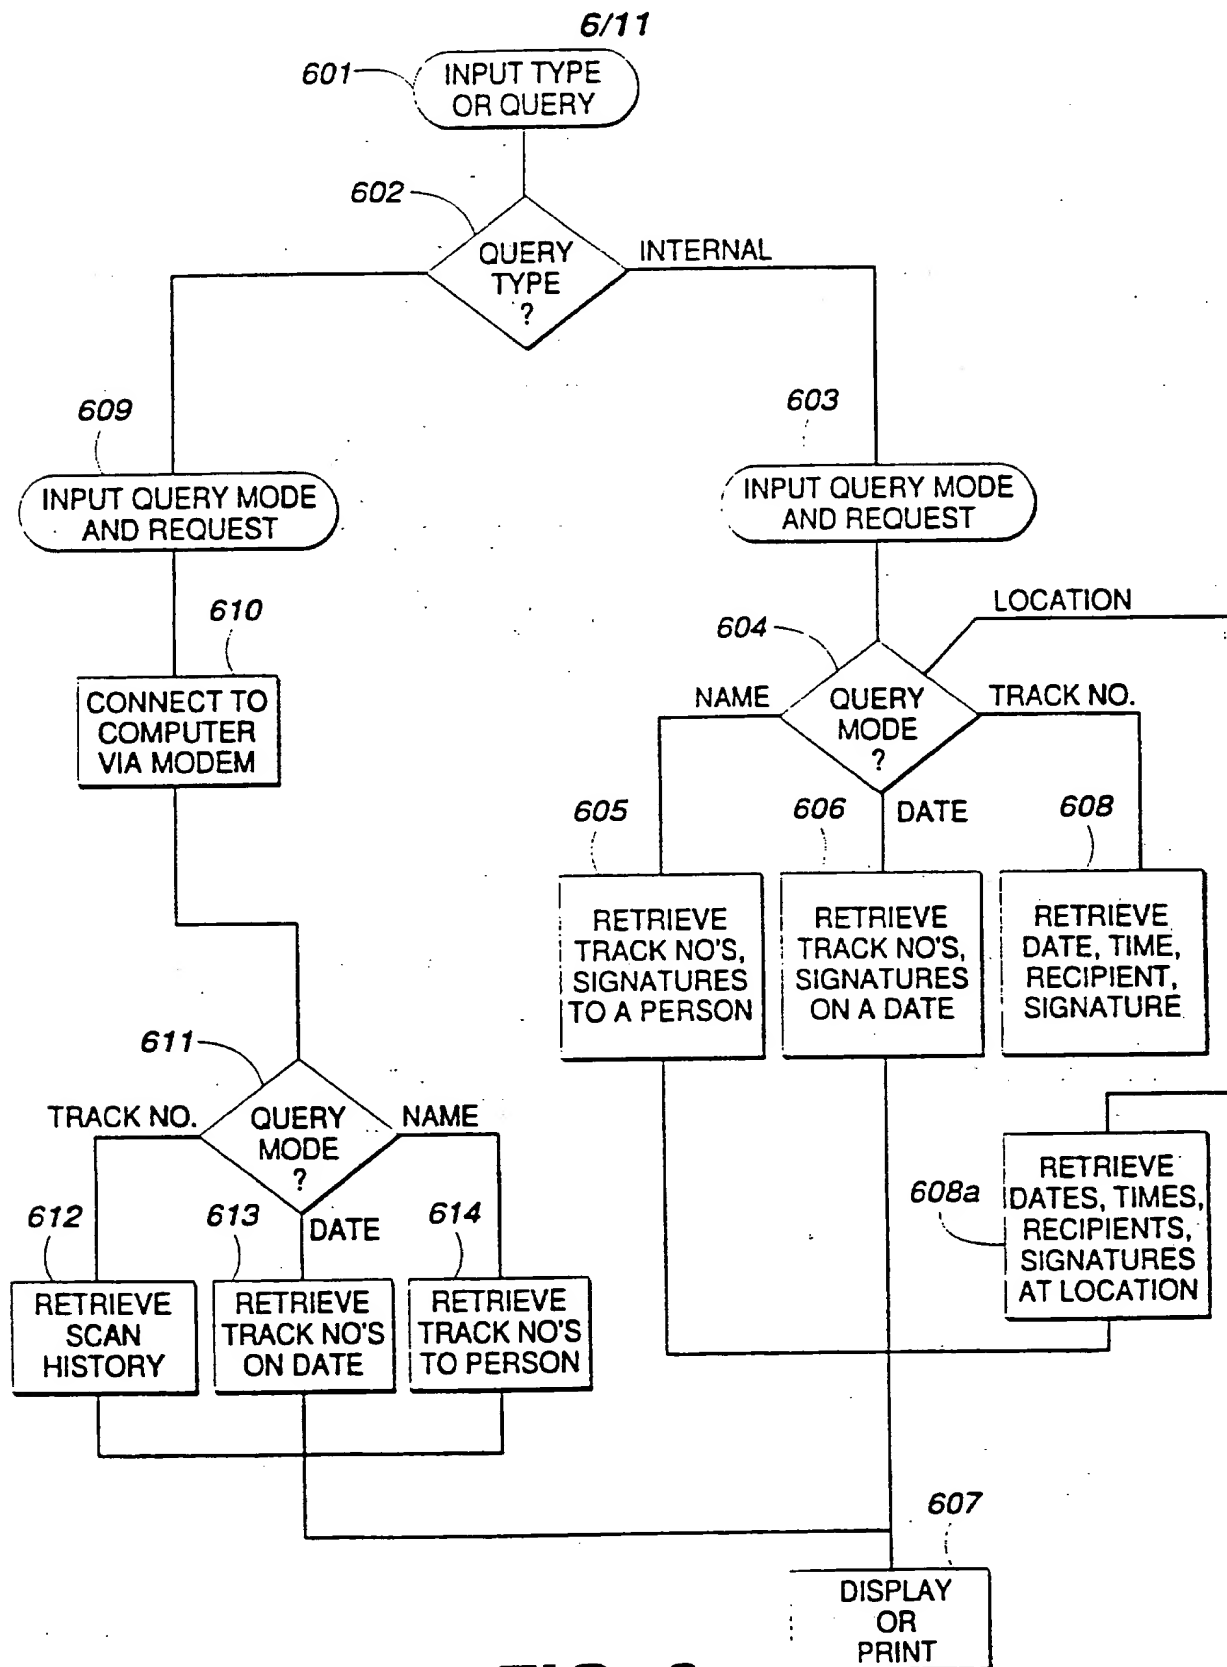 6/11
601
INPUT TYPE
OR QUERY
602
QUERY
TYPE
?
INTERNAL
609
INPUT QUERY MODE
AND REQUEST
603
INPUT QUERY MODE
AND REQUEST
610
CONNECT TO
COMPUTER
VIA MODEM
LOCATION
604
NAME
QUERY
MODE
?
TRACK NO.
DATE
605
RETRIEVE
TRACK NO'S,
SIGNATURES
TO A PERSON
606
RETRIEVE
TRACK NO'S,
SIGNATURES
ON A DATE
608
RETRIEVE
DATE, TIME,
RECIPIENT,
SIGNATURE
611
TRACK NO.
QUERY
MODE
?
NAME
DATE
608a
RETRIEVE
DATES, TIMES,
RECIPIENTS,
SIGNATURES
AT LOCATION
612
RETRIEVE
SCAN
HISTORY
613
RETRIEVE
TRACK NO'S
ON DATE
614
RETRIEVE
TRACK NO'S
TO PERSON
607
DISPLAY
OR
PRINT